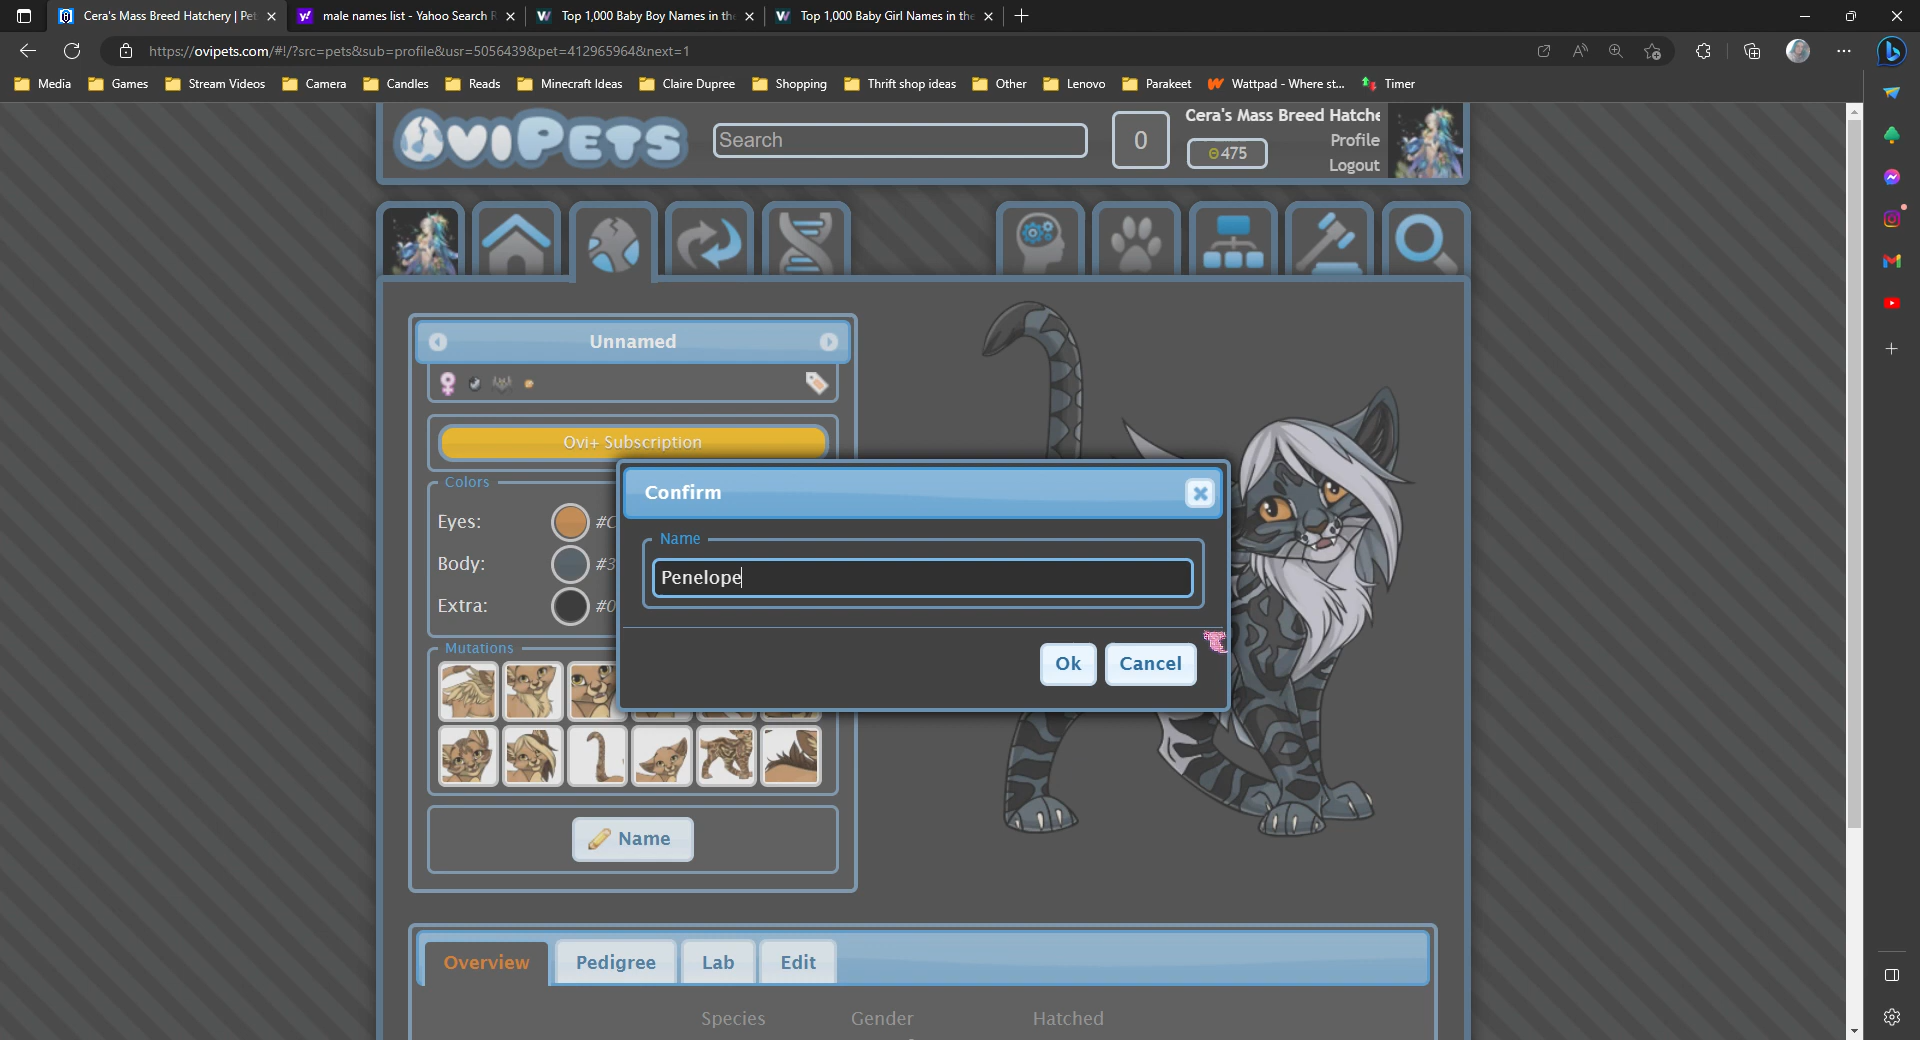 Cera's Mass Breed Hatchery | Pet
male names list - Yahoo Search R
Top 1,000 Baby Boy Names in the
Top 1,000 Baby Girl Names in the
https://ovipets.com/#!/?src=pets&sub=profile&usr=5056439&pet=412965964&next=1
Media
Games
Stream Videos
Camera
Candles
Reads
Minecraft Ideas
Claire Dupree
Shopping
Thrift shop ideas
Other
Lenovo
Parakeet
Wattpad - Where st...
Timer
OviPets
Search
0
Cera's Mass Breed Hatche
475
Profile
Logout
Unnamed
Ovi+ Subscription
Colors
Eyes:
#C
Body:
#3
Extra:
#0
Mutations
Confirm
Name
Penelope
Ok
Cancel
Name
Overview
Pedigree
Lab
Edit
Species
Gender
Hatched